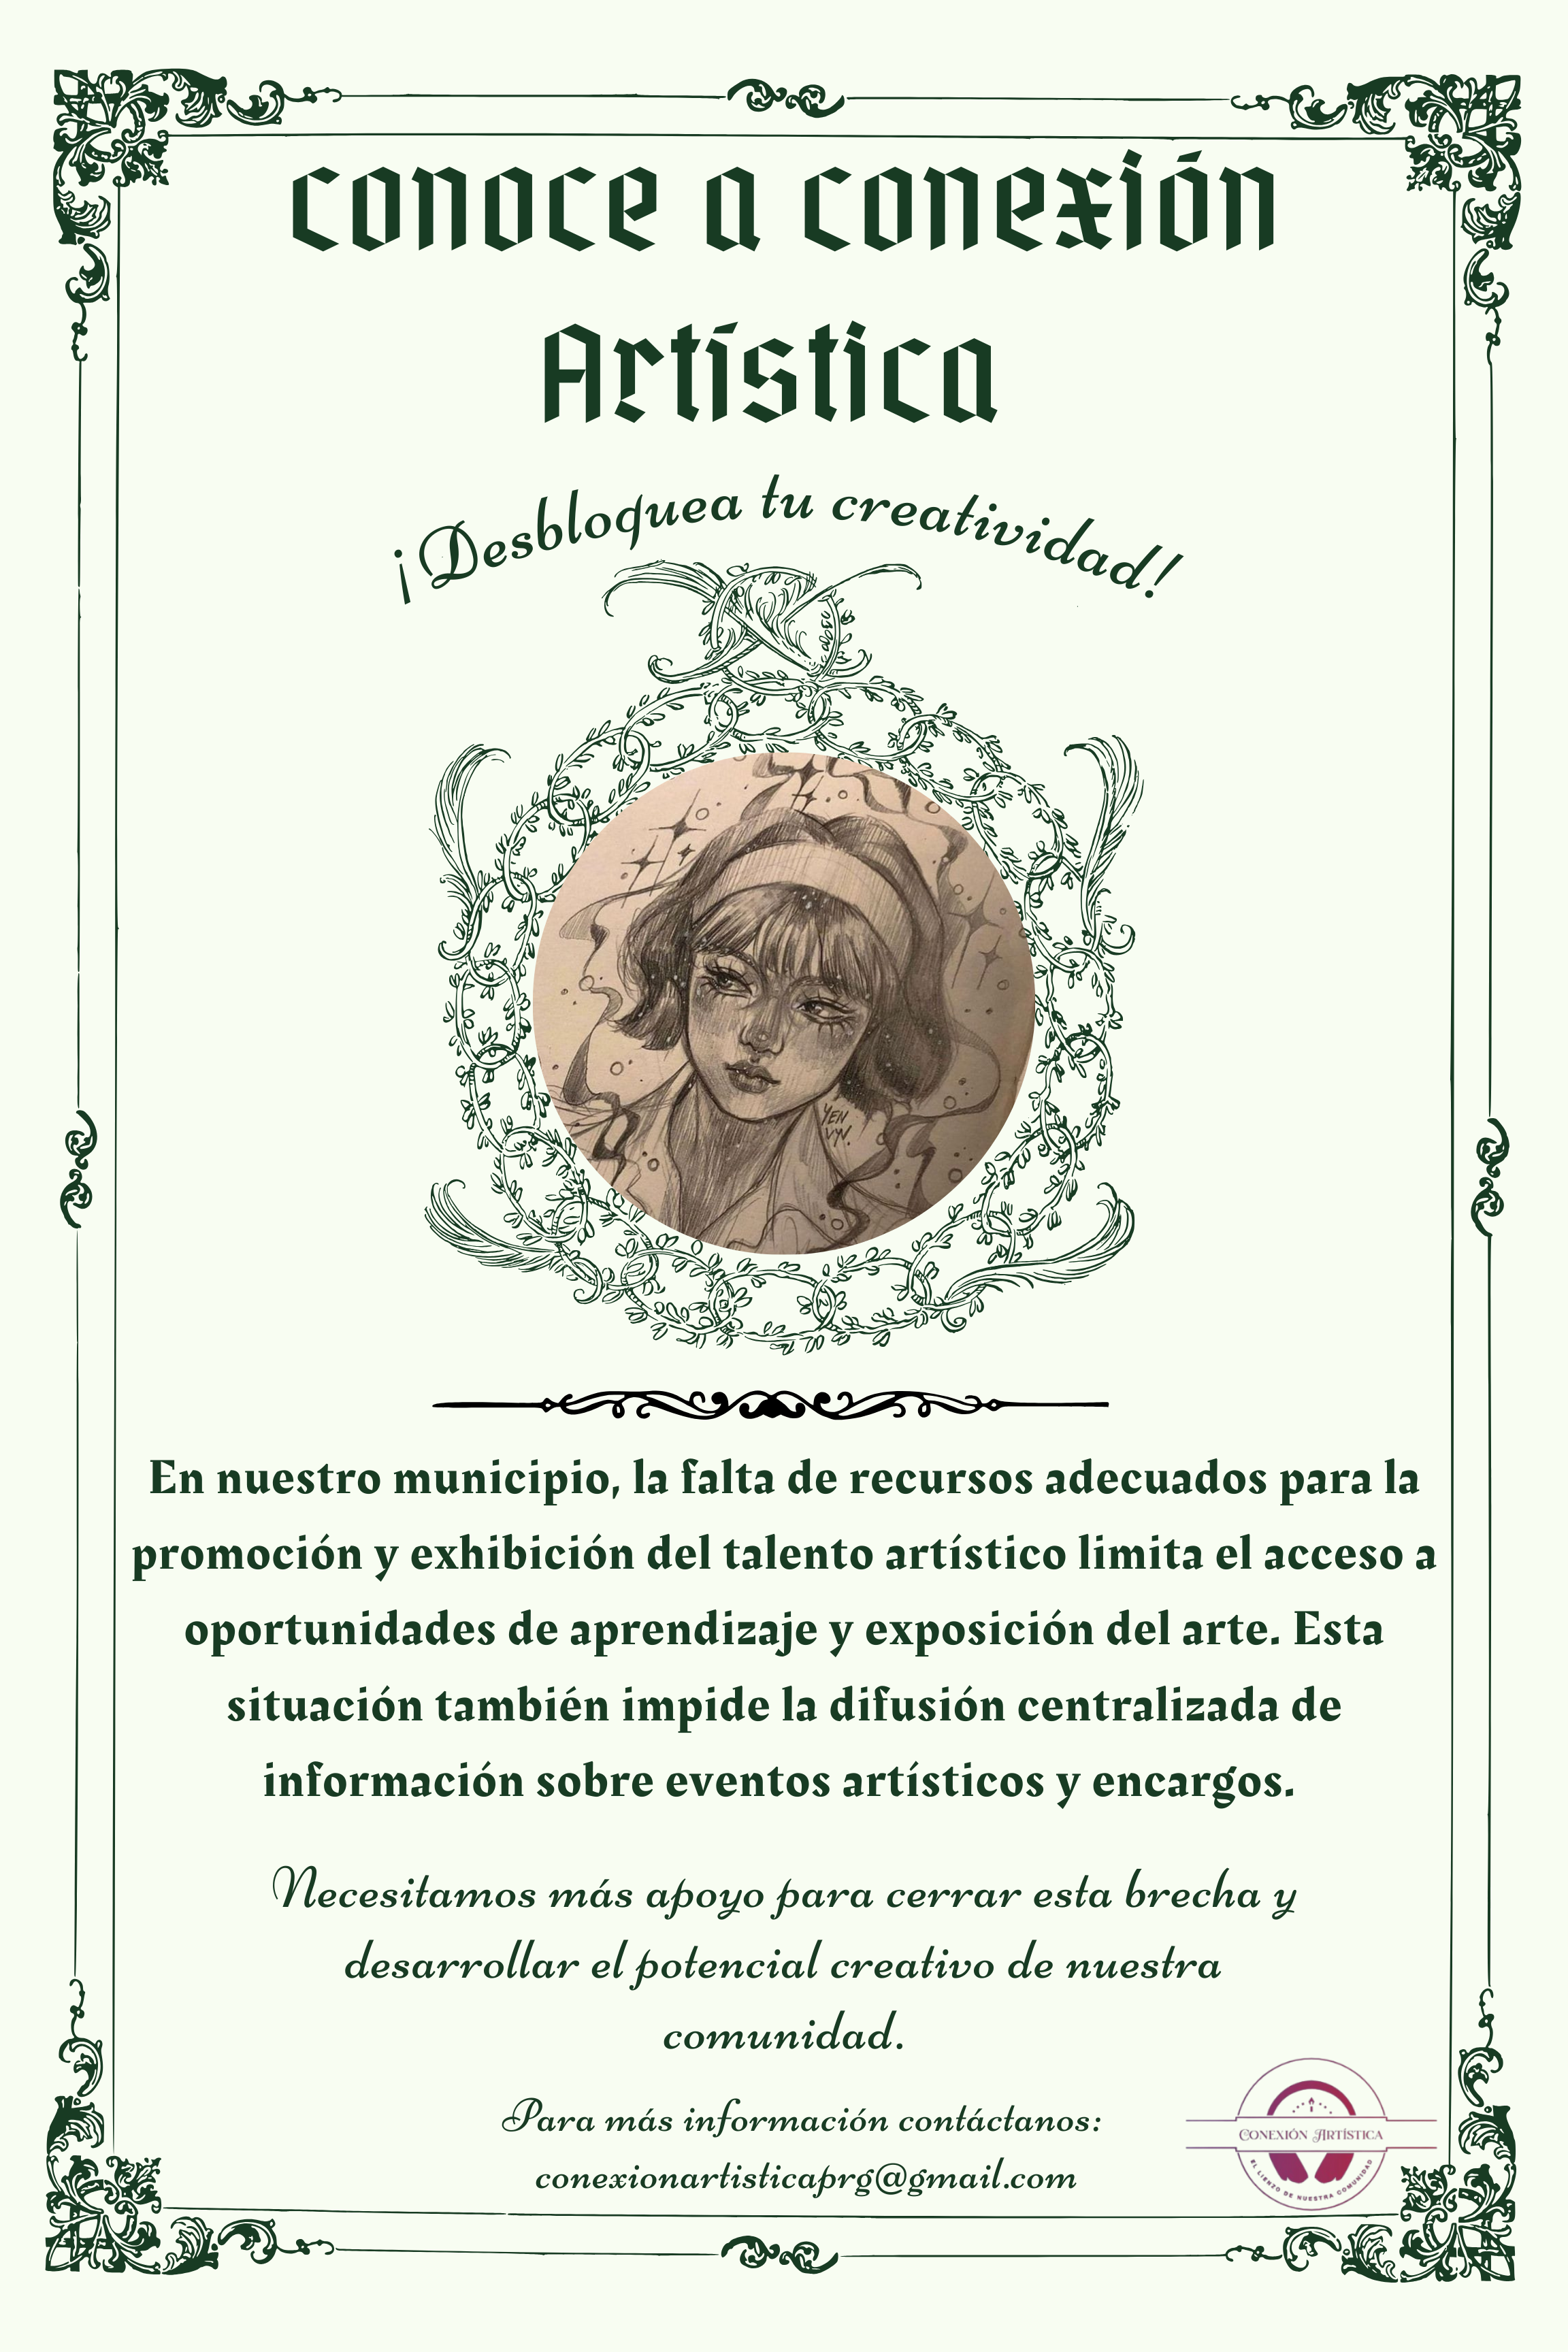 conoce a conexión
Artística
¡Desbloquea tu creatividad!
YEN
VYV.
En nuestro municipio, la falta de recursos adecuados para la
promoción y exhibición del talento artístico limita el acceso a
oportunidades de aprendizaje y exposición del arte. Esta
situación también impide la difusión centralizada de
información sobre eventos artísticos y encargos.
Necesitamos más apoyo para cerrar esta brecha y
desarrollar el potencial creativo de nuestra
comunidad.
Para más información contáctanos:
conexionartisticaprg@gmail.com
CONEXIÓN ARTÍSTICA
EL LIENZO DE NUESTRA COMUNIDAD